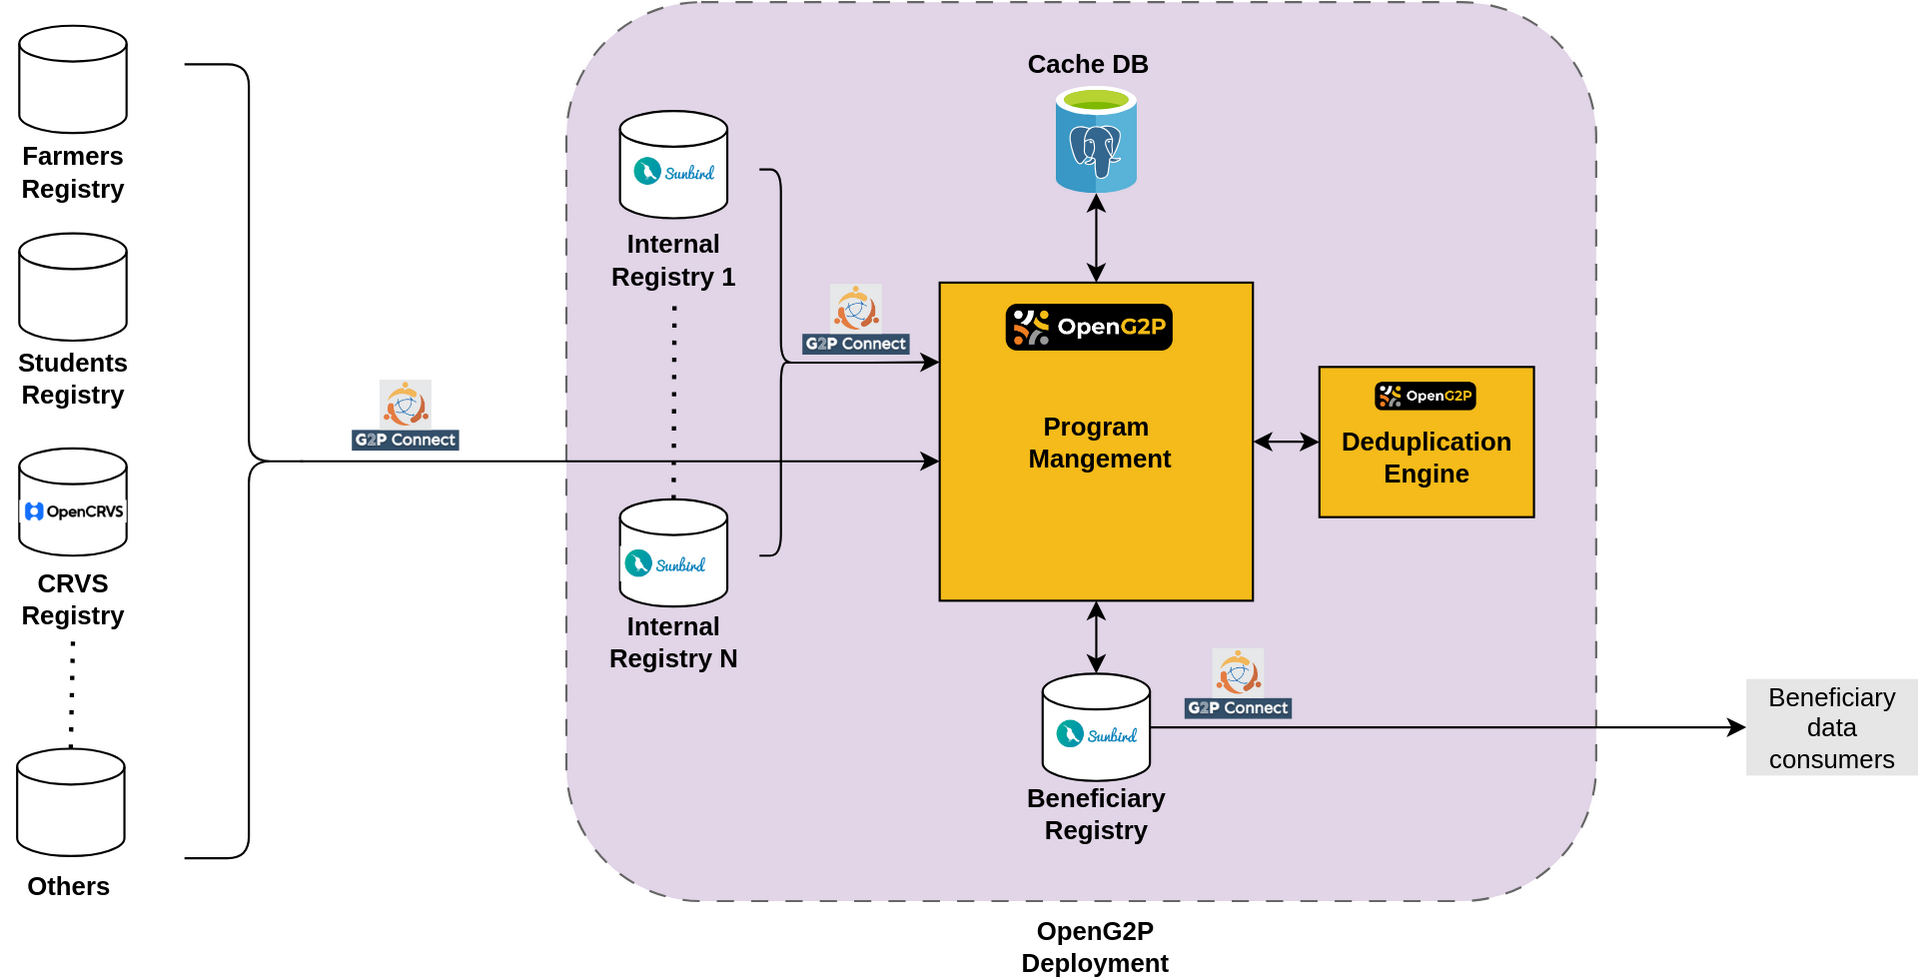 Farmers
Registry
Students
Registry
OpenCRVS
CRVS
Registry
Others
G2P Connect
Sunbird
Internal
Registry 1
Sunbird
Internal
Registry N
G2P Connect
Cache DB
OpenG2P
Program
Mangement
OpenG2P
Deduplication
Engine
Sunbird
Beneficiary
Registry
G2P Connect
Beneficiary
data
consumers
OpenG2P
Deployment